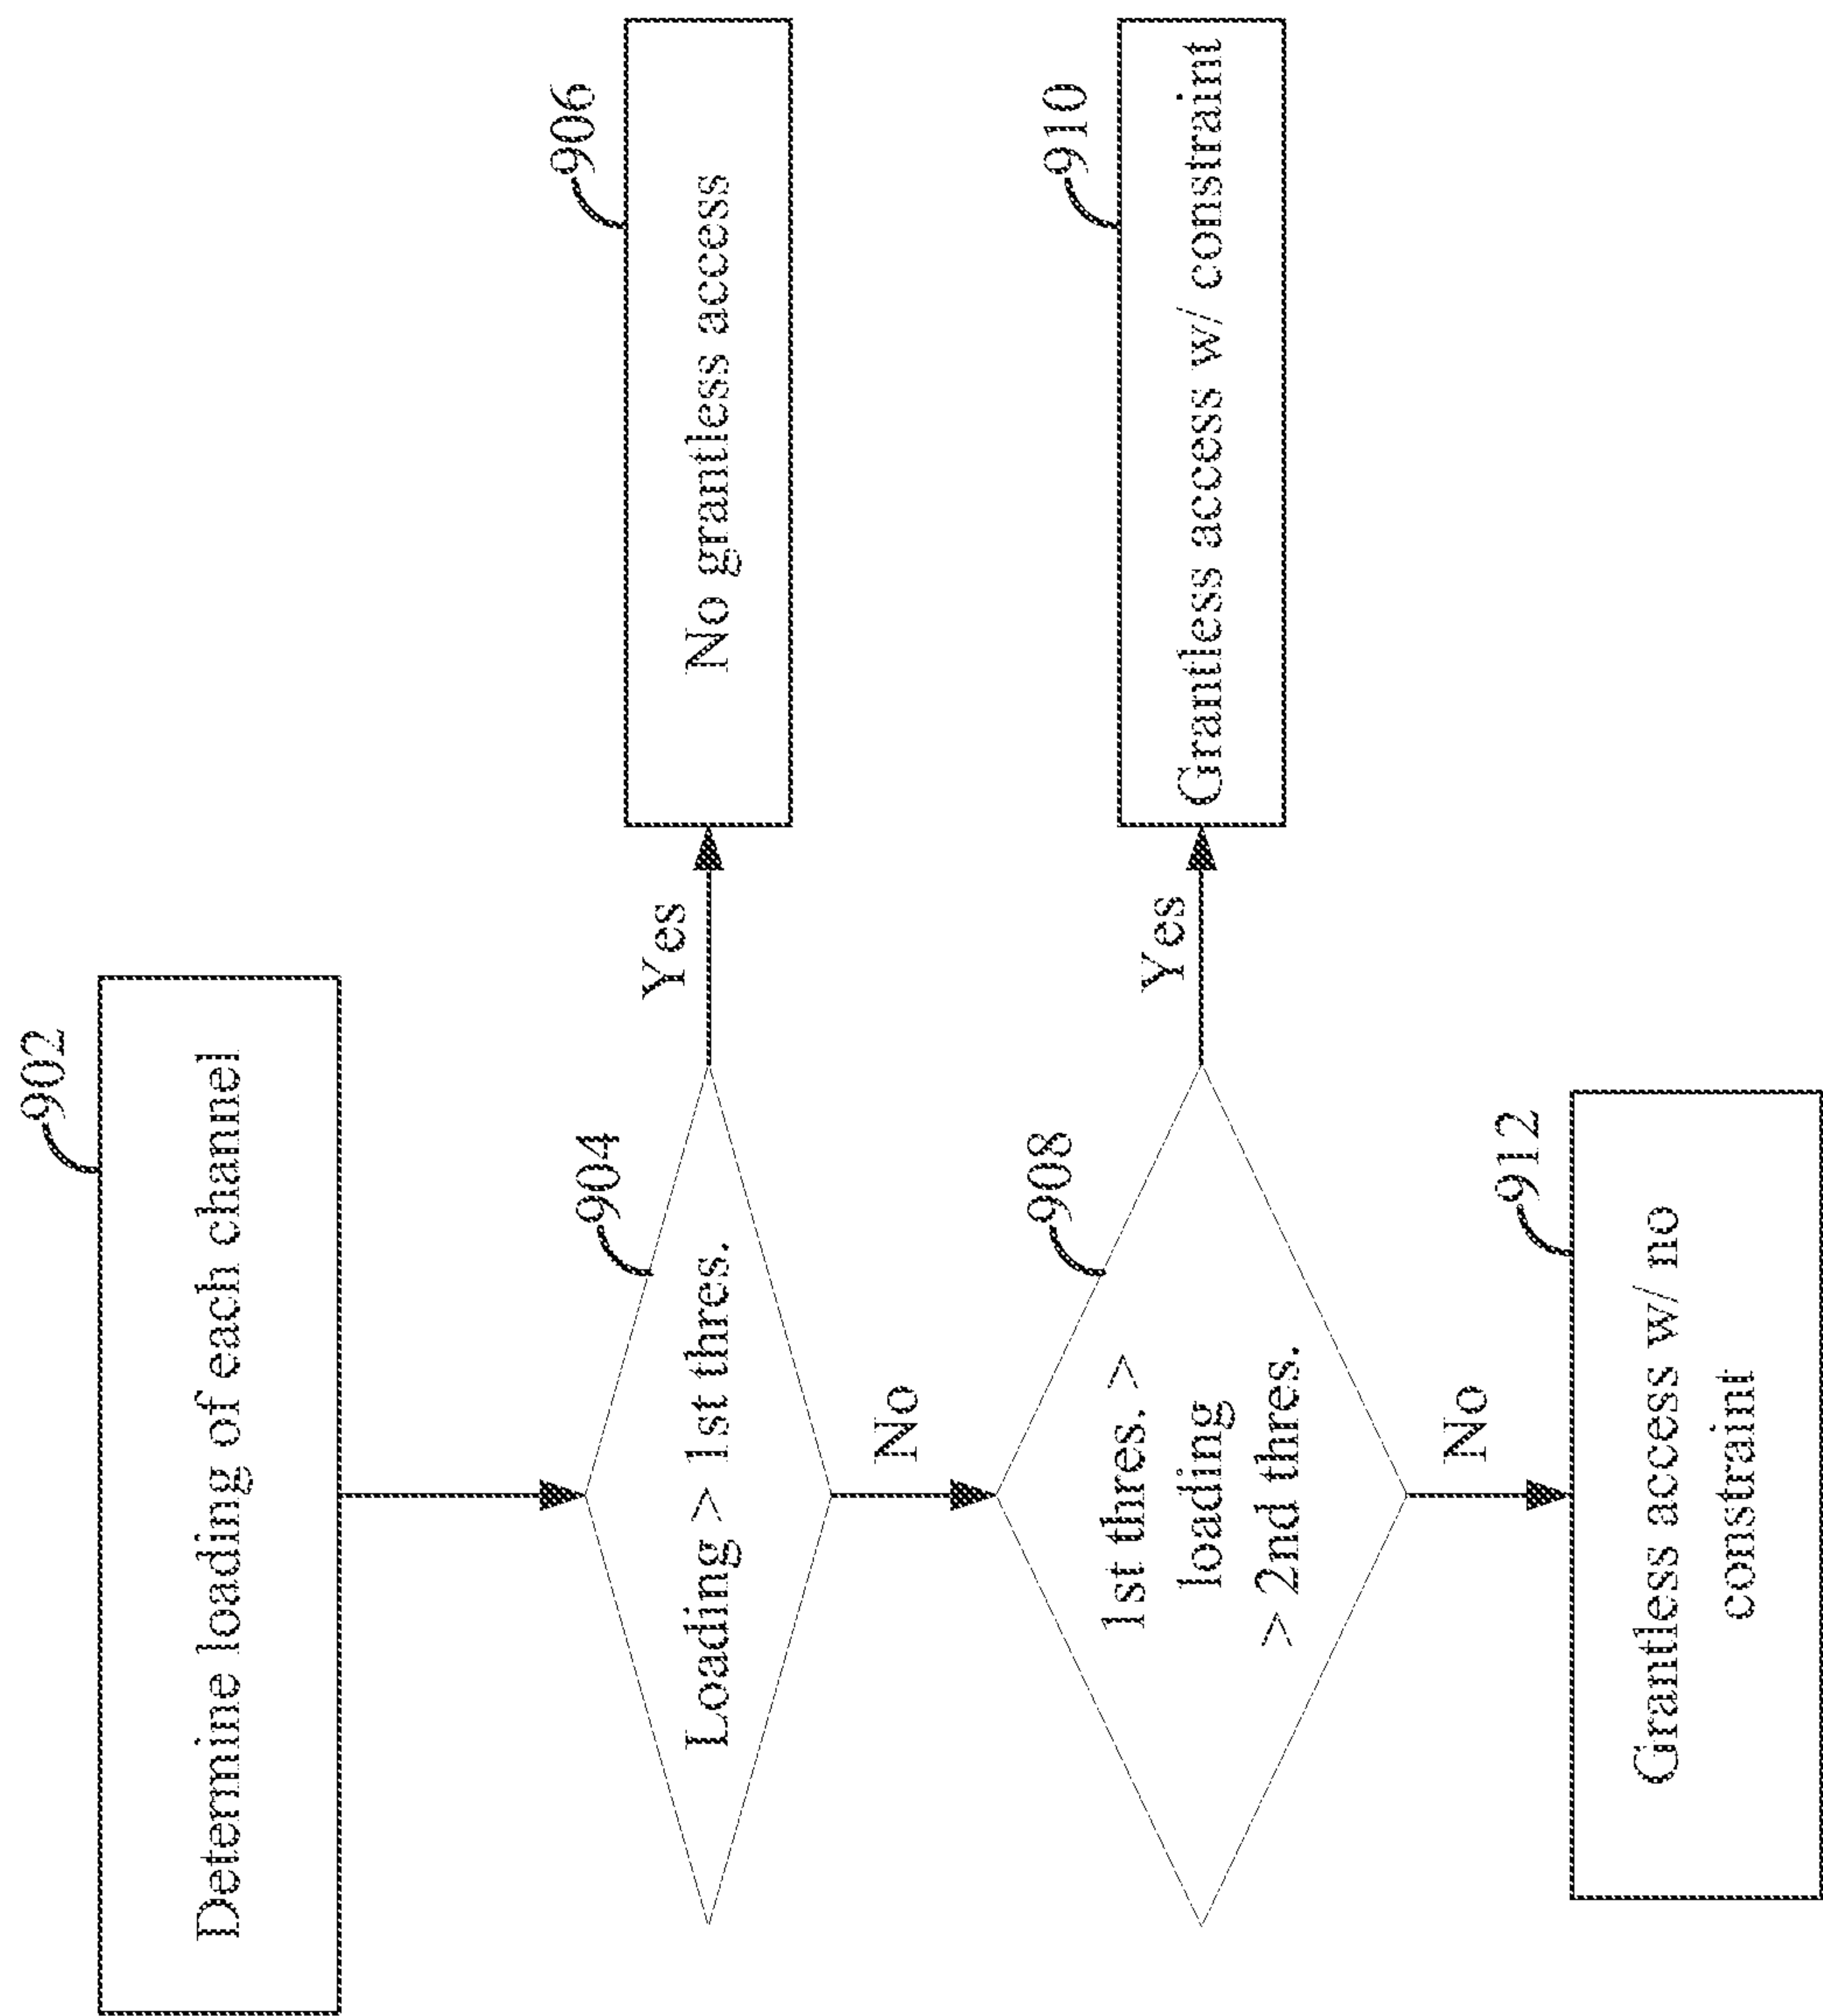 902
Determine loading of each channel
904
Loading > 1st thres.
Yes
906
No grantless access
No
908
1st thres. >
loading
> 2nd thres.
Yes
910
Grantless access w/ constraint
No
912
Grantless access w/ no
constraint